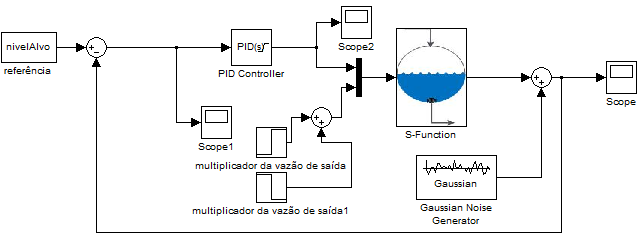 nivelAlvo
referência
PID(s)
PID Controller
Scope2
Scope1
multiplicador da vazão de saída
multiplicador da vazão de saída1
S-Function
Gaussian
Gaussian Noise
Generator
Scope